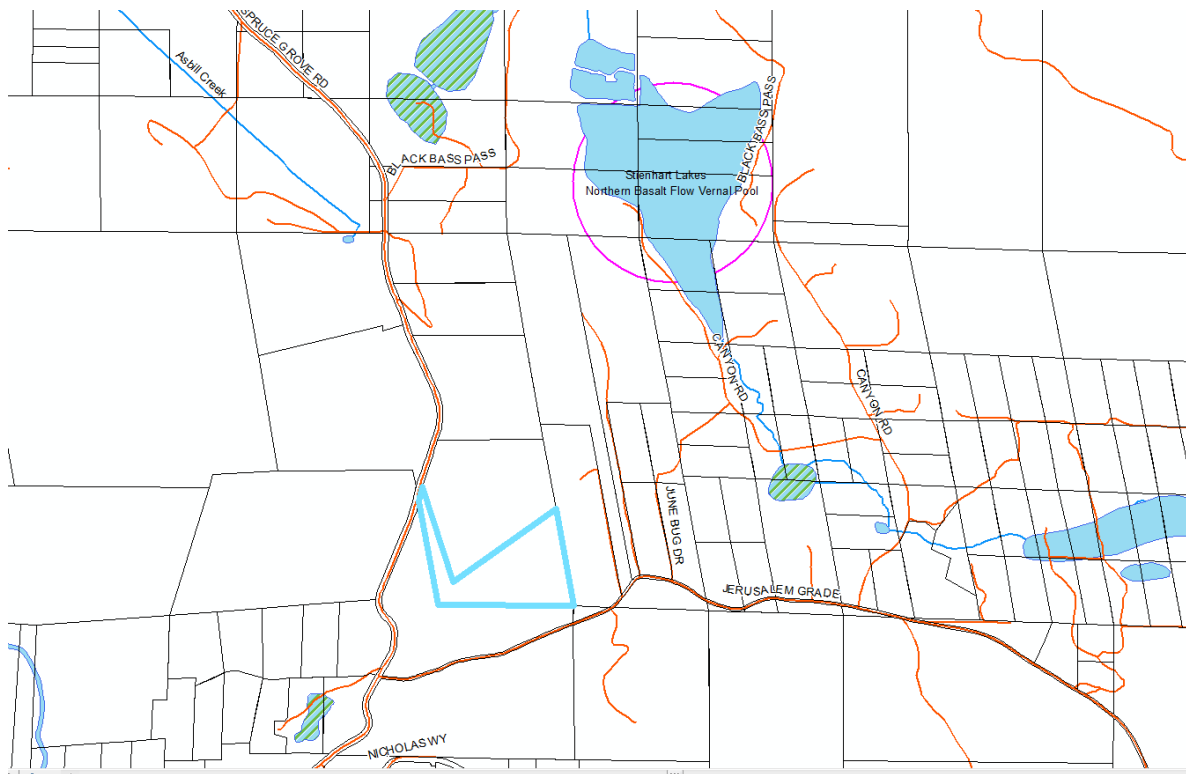 SPRUCE GROVE RD
Asbill Creek
BLACK BASS PASS
BLACK BASS PASS
Stienhart Lakes
Northern Basalt Flow Vernal Pool
CANYON RD
CANYON RD
JUNE BUG DR
JERUSALEM GRADE
NICHOLAS WY